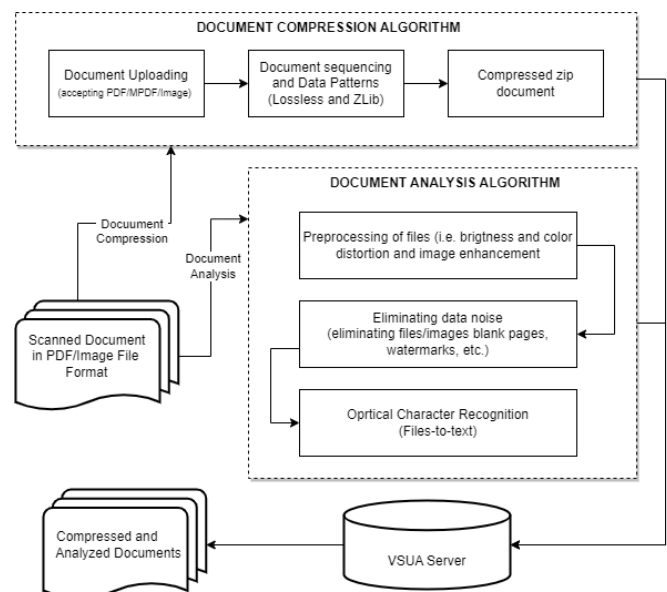 DOCUMENT COMPRESSION ALGORITHM
Document Uploading
(accepting PDF/MPDF/Image)
Document sequencing
and Data Patterns
(Lossless and ZLib)
Compressed zip
document
DOCUMENT ANALYSIS ALGORITHM
Docuument
Compression
Document
Analysis
Preprocessing of files (i.e. brigtness and color
distortion and image enhancement
Scanned Document
in PDF/Image File
Format
Eliminating data noise
(eliminating files/images blank pages,
watermarks, etc.)
Oprtical Character Recognition
(Files-to-text)
Compressed and
Analyzed Documents
VSUA Server